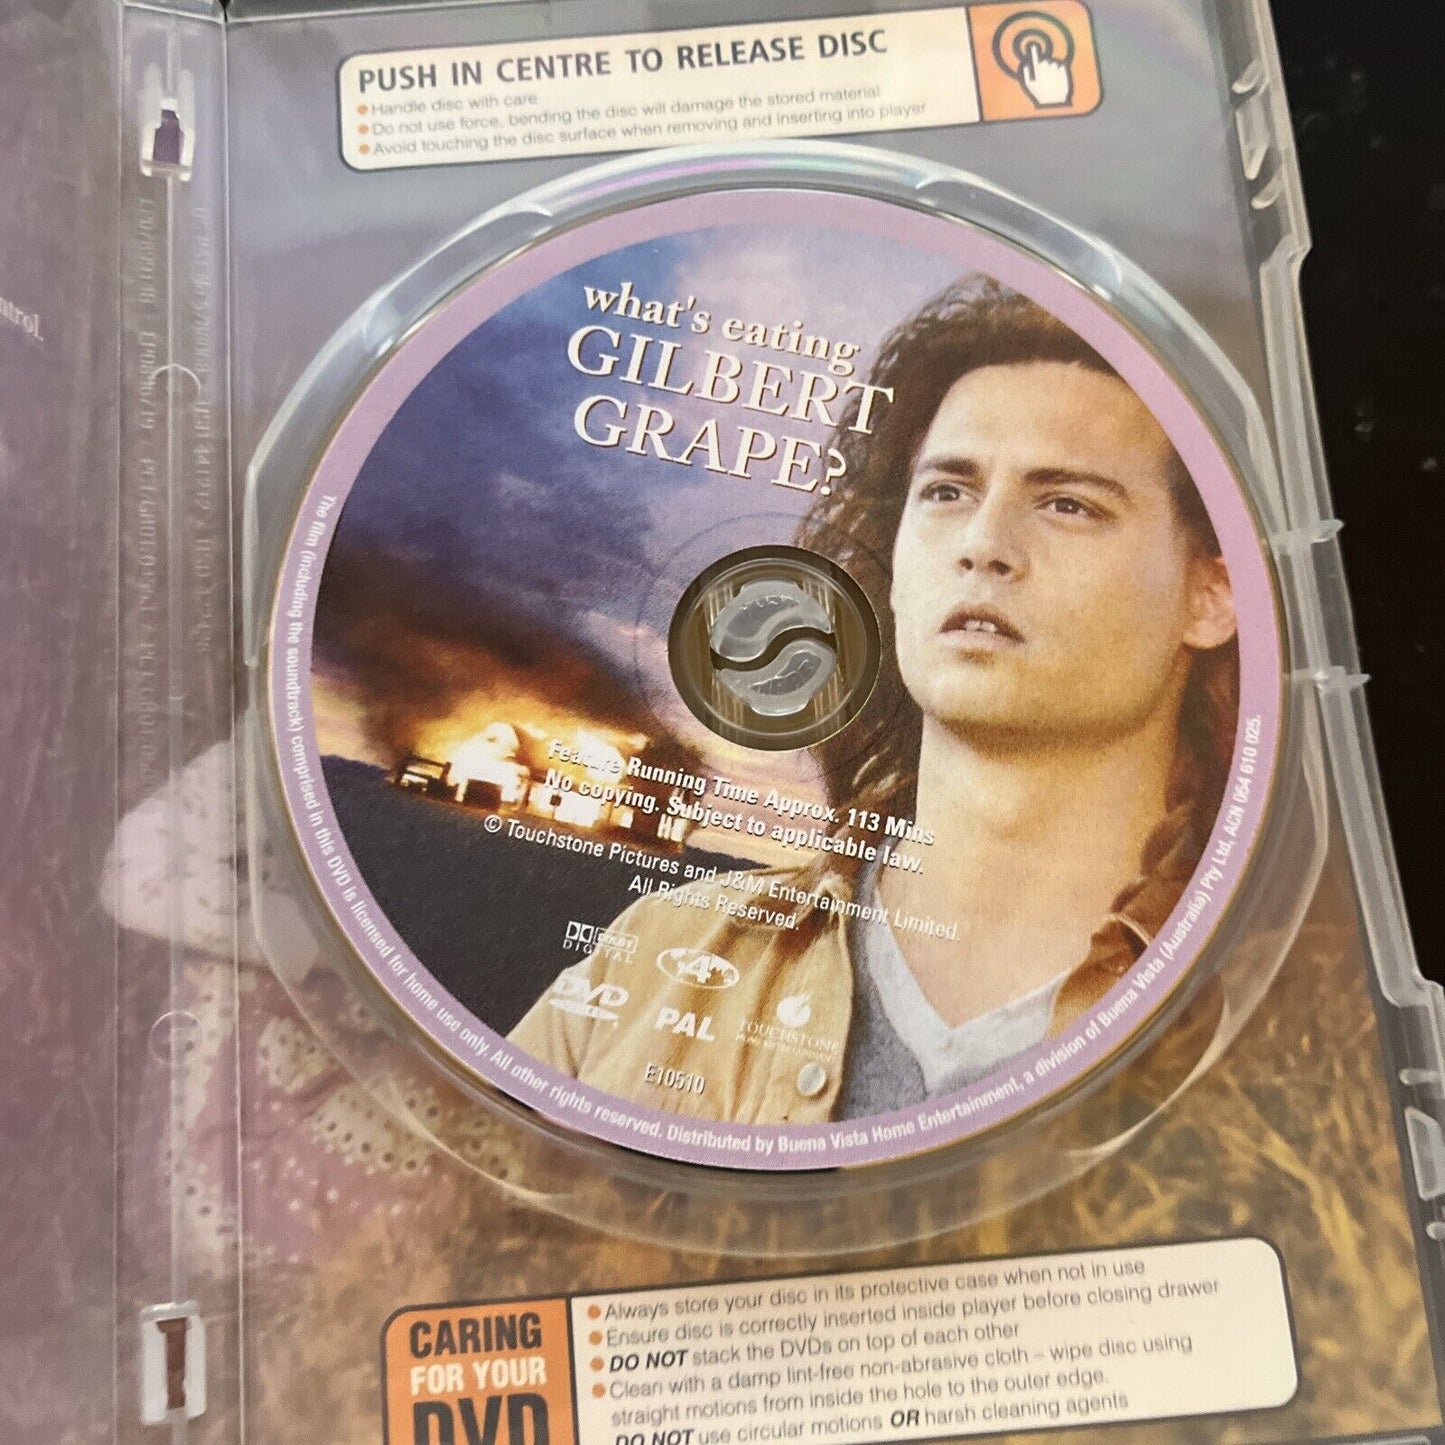 PUSH IN CENTRE TO RELEASE DISC
Handle disc with care
Do not use force, bending the disc will damage the stored material
Avoid touching the disc surface when removing and inserting into player
ntrol.
what's eating
GILBERT
GRAPE?
Feature Running Time Approx. 113 Mins
No copying. Subject to applicable law.
© Touchstone Pictures and J&M Entertainment Limited.
All Rights Reserved.
DOLBY
DIGITAL
4
DVD
PAL
TOUCHSTONE
HOME ENTERTAINMENT
E10510
The film (including the soundtrack) comprised in this DVD is licensed for home use only. All other rights reserved. Distributed by Buena Vista Home Entertainment, a division of Buena Vista (Australia) Pty Ltd, ACN 054 610 025.
CARING
FOR YOUR
DVD
Always store your disc in its protective case when not in use
Ensure disc is correctly inserted inside player before closing drawer
DO NOT stack the DVDs on top of each other
Clean with a damp lint-free non-abrasive cloth – wipe disc using
straight motions from inside the hole to the outer edge.
DO NOT use circular motions OR harsh cleaning agents